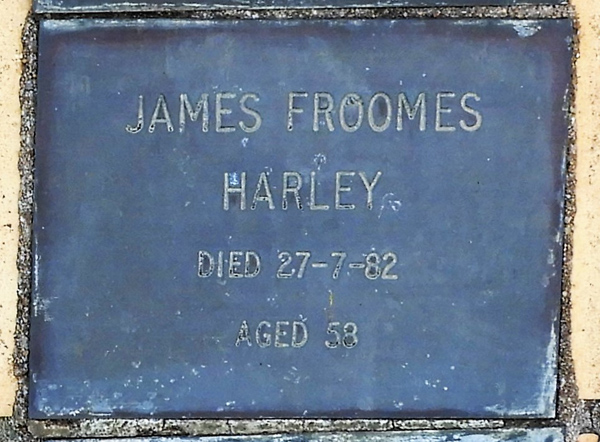 JAMES FROOMES
HARLEY
DIED 27-7-82
AGED 58